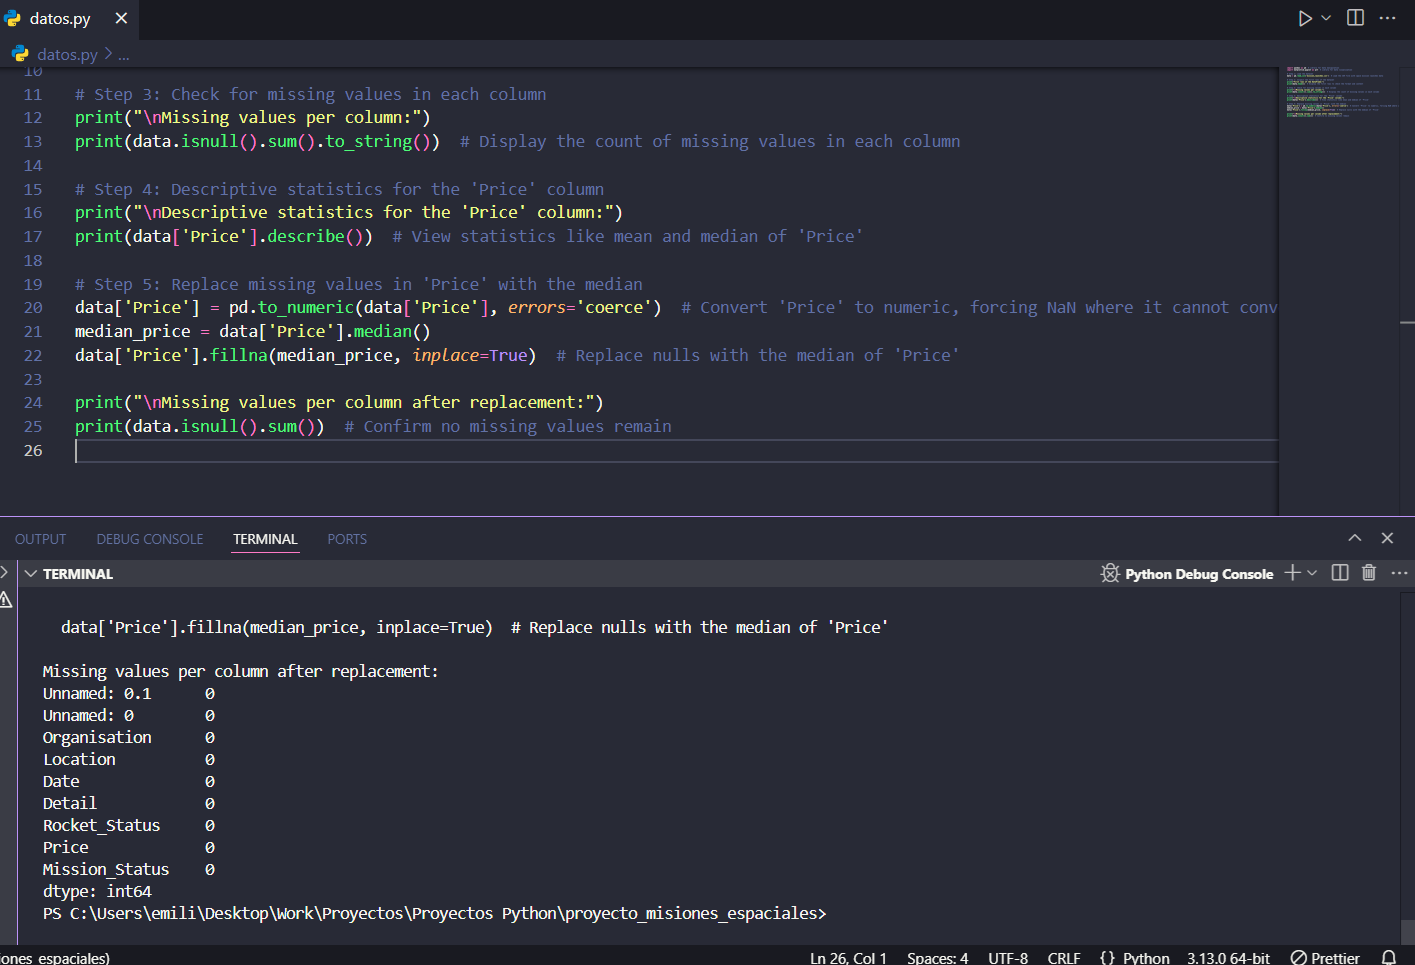 datos.py
datos.py > ...
10
11 # Step 3: Check for missing values in each column
12 print("\nMissing values per column:")
13 print(data.isnull().sum().to_string())  # Display the count of missing values in each column
14
15 # Step 4: Descriptive statistics for the 'Price' column
16 print("\nDescriptive statistics for the 'Price' column:")
17 print(data['Price'].describe())  # View statistics like mean and median of 'Price'
18
19 # Step 5: Replace missing values in 'Price' with the median
20 data['Price'] = pd.to_numeric(data['Price'], errors='coerce')  # Convert 'Price' to numeric, forcing NaN where it cannot conv
21 median_price = data['Price'].median()
22 data['Price'].fillna(median_price, inplace=True)  # Replace nulls with the median of 'Price'
23
24 print("\nMissing values per column after replacement:")
25 print(data.isnull().sum())  # Confirm no missing values remain
26
OUTPUT DEBUG CONSOLE TERMINAL PORTS
TERMINAL Python Debug Console
data['Price'].fillna(median_price, inplace=True)  # Replace nulls with the median of 'Price'
Missing values per column after replacement:
Unnamed: 0.1 0
Unnamed: 0 0
Organisation 0
Location 0
Date 0
Detail 0
Rocket_Status 0
Price 0
Mission_Status 0
dtype: int64
PS C:\Users\emili\Desktop\Work\Proyectos\Proyectos Python\proyecto_misiones_espaciales>
iones_espaciales) Ln 26, Col 1 Spaces: 4 UTF-8 CRLF {} Python 3.13.0 64-bit Prettier